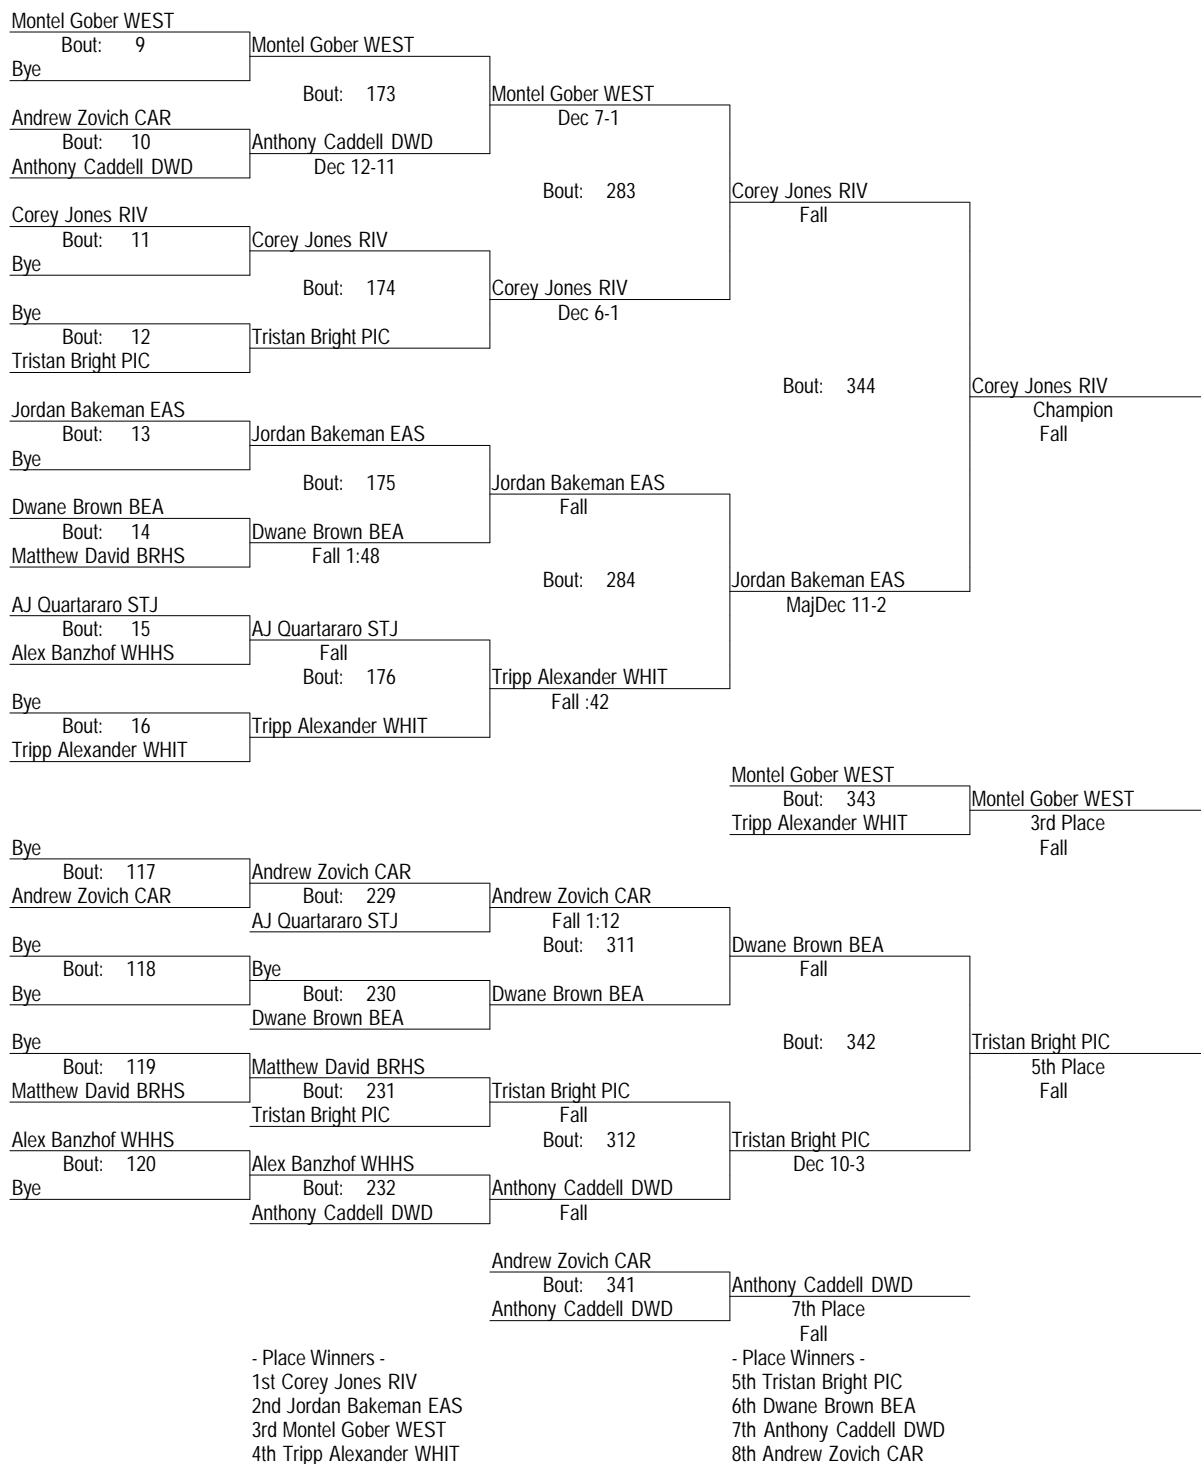 Montel Gober WEST
Bout: 9
Bye
Montel Gober WEST
Bout: 173
Andrew Zovich CAR
Bout: 10
Anthony Caddell DWD
Anthony Caddell DWD
Dec 12-11
Montel Gober WEST
Dec 7-1
Bout: 283
Corey Jones RIV
Bout: 11
Bye
Corey Jones RIV
Bout: 174
Bye
Bout: 12
Tristan Bright PIC
Tristan Bright PIC
Corey Jones RIV
Dec 6-1
Corey Jones RIV
Fall
Bout: 344
Corey Jones RIV
Champion
Fall
Jordan Bakeman EAS
Bout: 13
Bye
Jordan Bakeman EAS
Bout: 175
Dwane Brown BEA
Bout: 14
Matthew David BRHS
Dwane Brown BEA
Fall 1:48
Jordan Bakeman EAS
Fall
Bout: 284
Jordan Bakeman EAS
MajDec 11-2
AJ Quartararo STJ
Bout: 15
Alex Banzhof WHHS
AJ Quartararo STJ
Fall
Bout: 176
Bye
Bout: 16
Tripp Alexander WHIT
Tripp Alexander WHIT
Tripp Alexander WHIT
Fall :42
Montel Gober WEST
Bout: 343
Tripp Alexander WHIT
Montel Gober WEST
3rd Place
Fall
Bye
Bout: 117
Andrew Zovich CAR
Andrew Zovich CAR
Bout: 229
AJ Quartararo STJ
Andrew Zovich CAR
Fall 1:12
Bout: 311
Bye
Bout: 118
Bye
Bye
Bout: 230
Dwane Brown BEA
Dwane Brown BEA
Dwane Brown BEA
Fall
Bout: 342
Tristan Bright PIC
5th Place
Fall
Bye
Bout: 119
Matthew David BRHS
Matthew David BRHS
Bout: 231
Tristan Bright PIC
Tristan Bright PIC
Fall
Bout: 312
Tristan Bright PIC
Dec 10-3
Alex Banzhof WHHS
Bout: 120
Bye
Alex Banzhof WHHS
Bout: 232
Anthony Caddell DWD
Anthony Caddell DWD
Fall
Andrew Zovich CAR
Bout: 341
Anthony Caddell DWD
Anthony Caddell DWD
7th Place
Fall
- Place Winners -
1st Corey Jones RIV
2nd Jordan Bakeman EAS
3rd Montel Gober WEST
4th Tripp Alexander WHIT
- Place Winners -
5th Tristan Bright PIC
6th Dwane Brown BEA
7th Anthony Caddell DWD
8th Andrew Zovich CAR